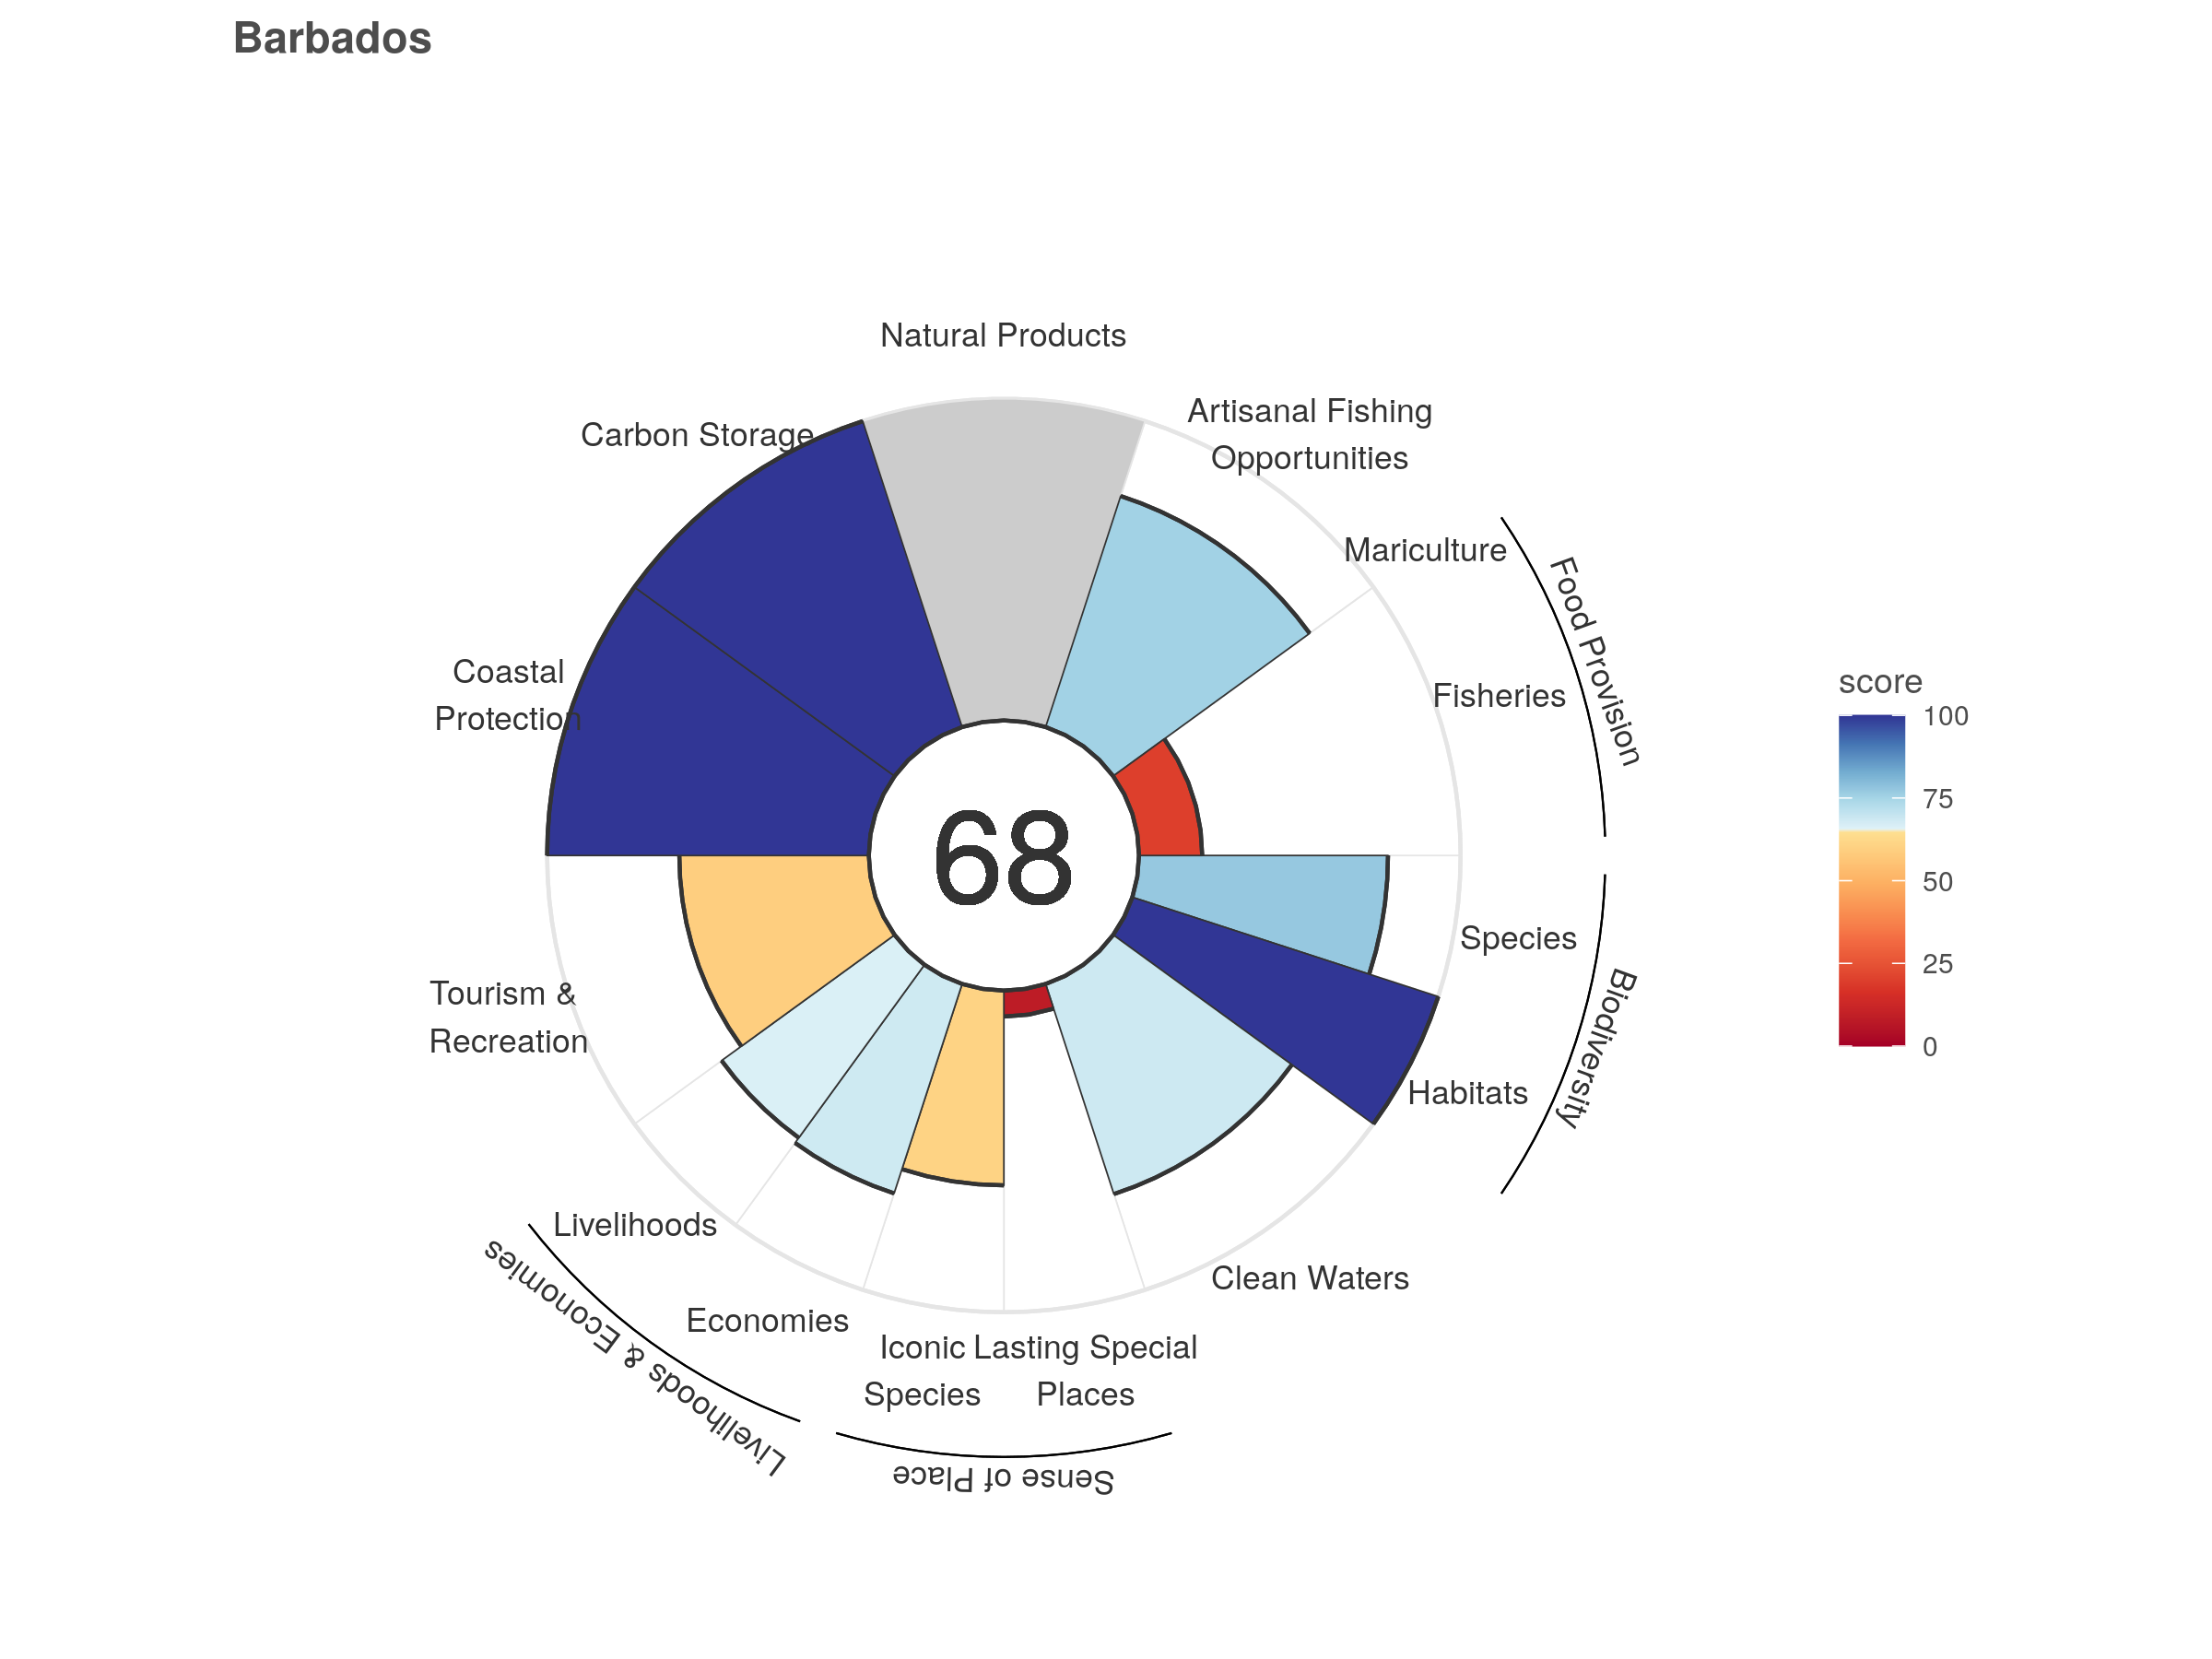 Barbados
Natural Products
Artisanal Fishing
Opportunities
Carbon Storage
Mariculture
Food Provision
Fisheries
Coastal
Protection
score
100
75
50
25
0
68
Species
Biodiversity
Habitats
Tourism &
Recreation
Livelihoods
Livelihoods & Economies
Clean Waters
Economies
Iconic
Species
Lasting Special
Places
Sense of Place